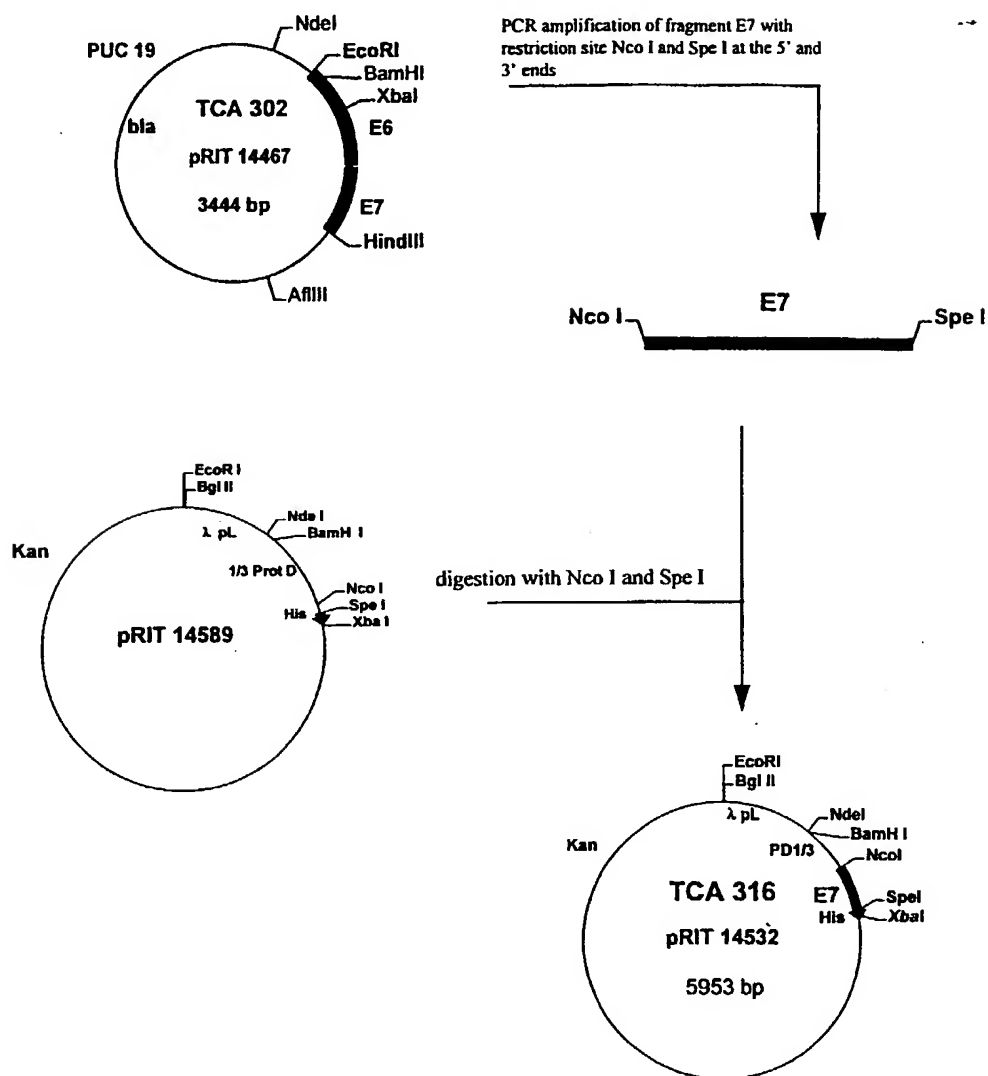 PUC 19
NdeI
EcoRI
BamHI
XbaI
TCA 302
bla
E6
pRIT 14467
3444 bp
E7
HindIII
AflIII
PCR amplification of fragment E7 with
restriction site Nco I and Spe I at the 5' and
3' ends
E7
Nco I
Spe I
EcoR I
Bgl II
λ pL
Nde I
BamH I
Kan
1/3 Prot D
Nco I
Spe I
His
Xba I
pRIT 14589
digestion with Nco I and Spe I
EcoRI
Bgl II
λ pL
NdeI
BamH I
Kan
PD1/3
NcoI
TCA 316
E7
SpeI
His
XbaI
pRIT 14532
5953 bp